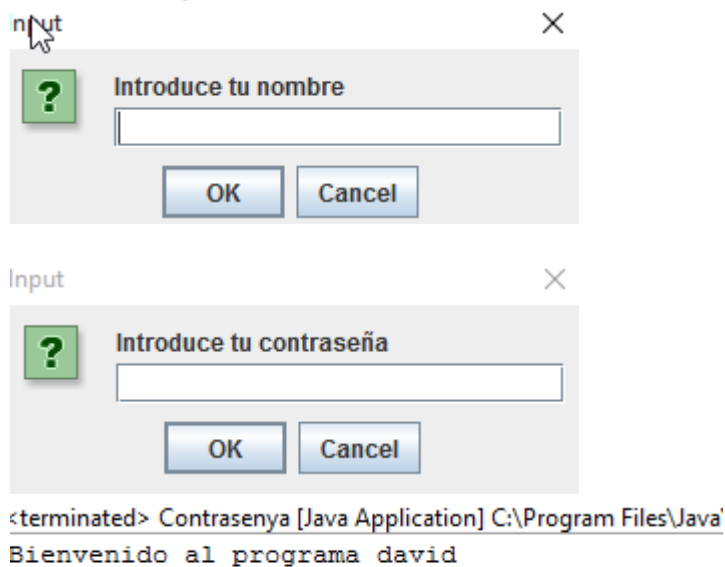 nput
?
Introduce tu nombre
OK Cancel
Input
?
Introduce tu contraseña
OK Cancel
<terminated> Contrasenya [Java Application] C:\Program Files\Java\
Bienvenido al programa david